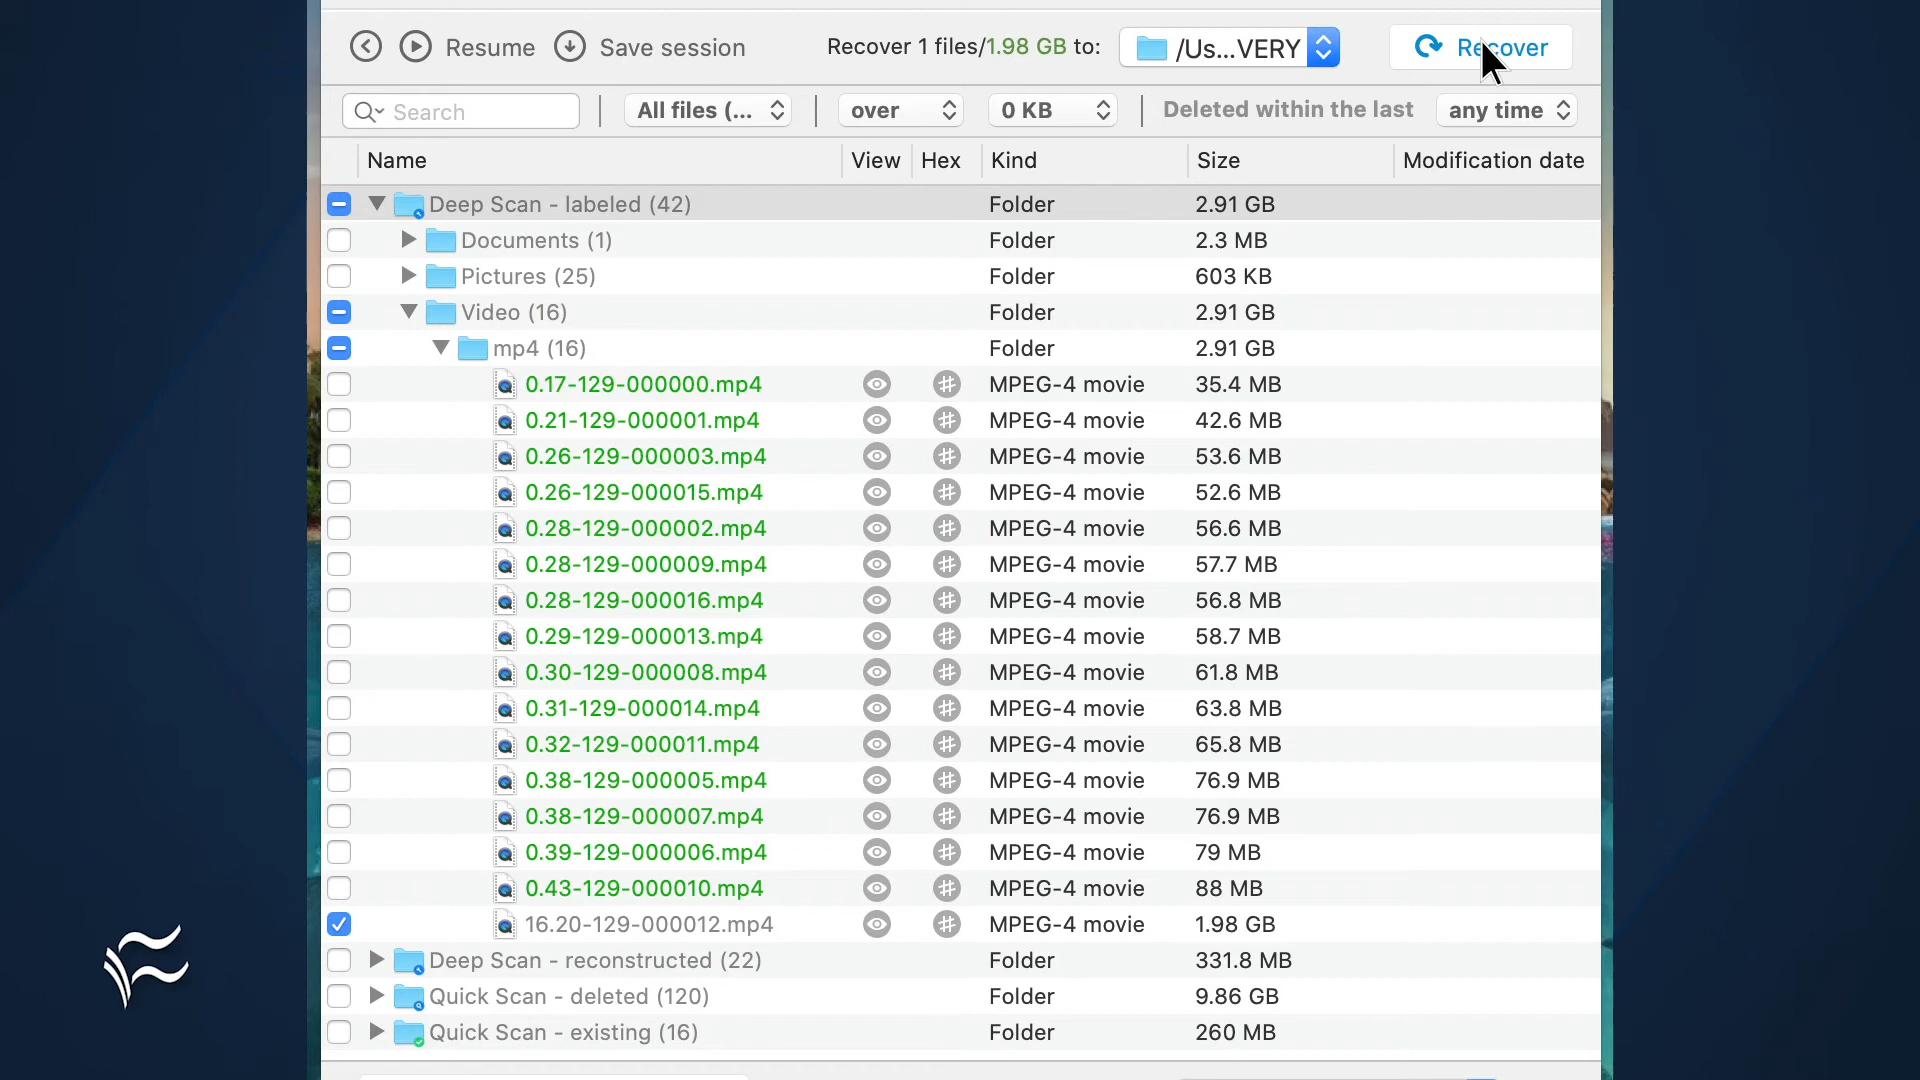 Resume Save session Recover 1 files/1.98 GB to: /Us...VERY Recover
Search All files (... over 0 KB Deleted within the last any time
Name View Hex Kind Size Modification date
Deep Scan - labeled (42) Folder 2.91 GB
Documents (1) Folder 2.3 MB
Pictures (25) Folder 603 KB
Video (16) Folder 2.91 GB
mp4 (16) Folder 2.91 GB
0.17-129-000000.mp4 MPEG-4 movie 35.4 MB
0.21-129-000001.mp4 MPEG-4 movie 42.6 MB
0.26-129-000003.mp4 MPEG-4 movie 53.6 MB
0.26-129-000015.mp4 MPEG-4 movie 52.6 MB
0.28-129-000002.mp4 MPEG-4 movie 56.6 MB
0.28-129-000009.mp4 MPEG-4 movie 57.7 MB
0.28-129-000016.mp4 MPEG-4 movie 56.8 MB
0.29-129-000013.mp4 MPEG-4 movie 58.7 MB
0.30-129-000008.mp4 MPEG-4 movie 61.8 MB
0.31-129-000014.mp4 MPEG-4 movie 63.8 MB
0.32-129-000011.mp4 MPEG-4 movie 65.8 MB
0.38-129-000005.mp4 MPEG-4 movie 76.9 MB
0.38-129-000007.mp4 MPEG-4 movie 76.9 MB
0.39-129-000006.mp4 MPEG-4 movie 79 MB
0.43-129-000010.mp4 MPEG-4 movie 88 MB
16.20-129-000012.mp4 MPEG-4 movie 1.98 GB
Deep Scan - reconstructed (22) Folder 331.8 MB
Quick Scan - deleted (120) Folder 9.86 GB
Quick Scan - existing (16) Folder 260 MB